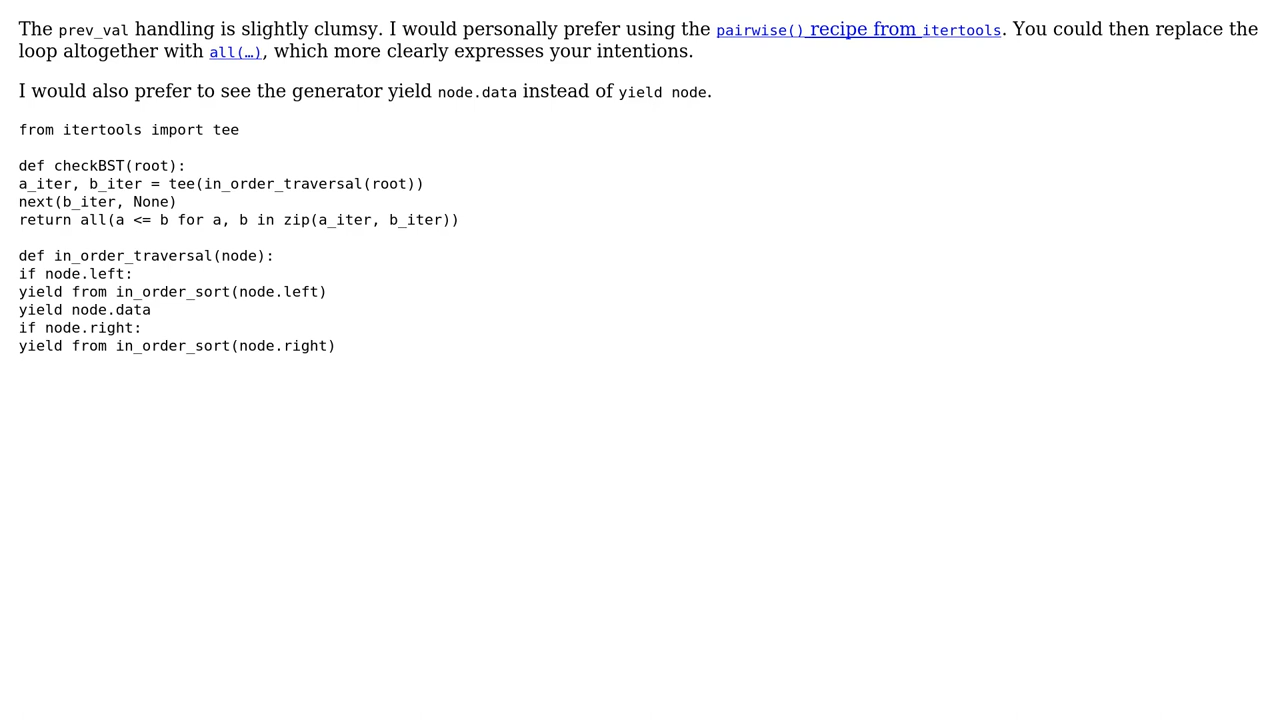 The prev_val handling is slightly clumsy. I would personally prefer using the pairwise() recipe from itertools. You could then replace the
loop altogether with all(…), which more clearly expresses your intentions.
I would also prefer to see the generator yield node.data instead of yield node.
from itertools import tee
def checkBST(root):
a_iter, b_iter = tee(in_order_traversal(root))
next(b_iter, None)
return all(a <= b for a, b in zip(a_iter, b_iter))
def in_order_traversal(node):
if node.left:
yield from in_order_sort(node.left)
yield node.data
if node.right:
yield from in_order_sort(node.right)